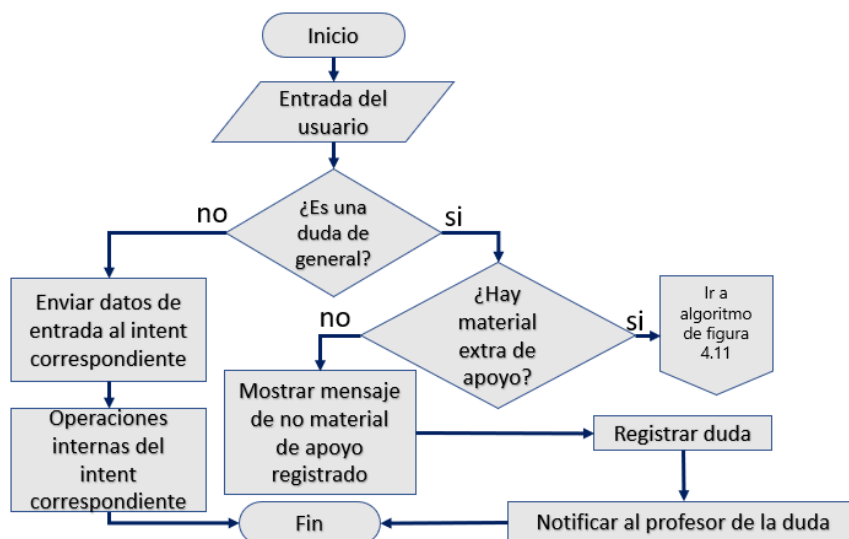 Inicio
Entrada del
usuario
no
¿Es una
duda de
general?
si
Enviar datos de
entrada al intent
correspondiente
no
¿Hay
material
extra de
apoyo?
si
Ir a
algoritmo
de figura
4.11
Operaciones
internas del
intent
correspondiente
Mostrar mensaje
de no material
de apoyo
registrado
Registrar duda
Fin
Notificar al profesor de la duda